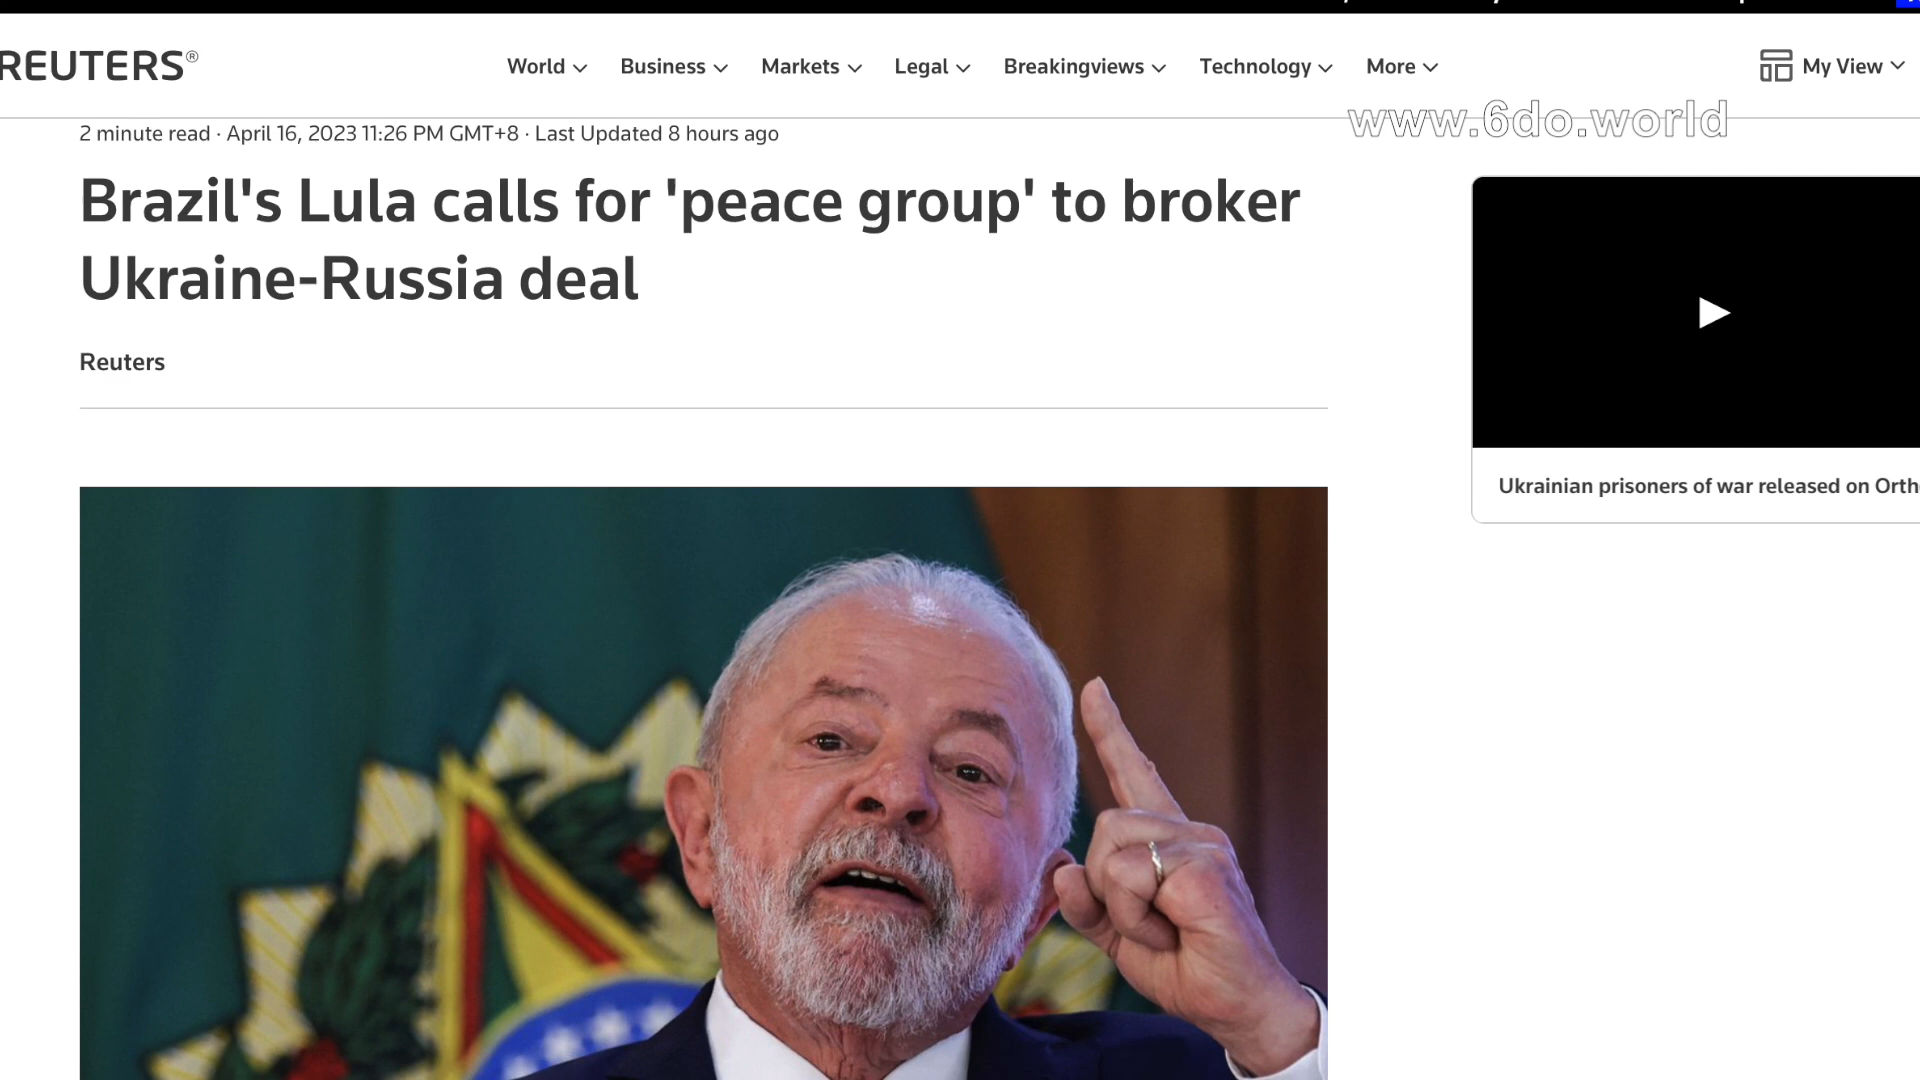 REUTERS®
World
Business
Markets
Legal
Breakingviews
Technology
More
My View
www.6do.world
2 minute read · April 16, 2023 11:26 PM GMT+8 · Last Updated 8 hours ago
Brazil's Lula calls for 'peace group' to broker
Ukraine-Russia deal
Reuters
Ukrainian prisoners of war released on Orth